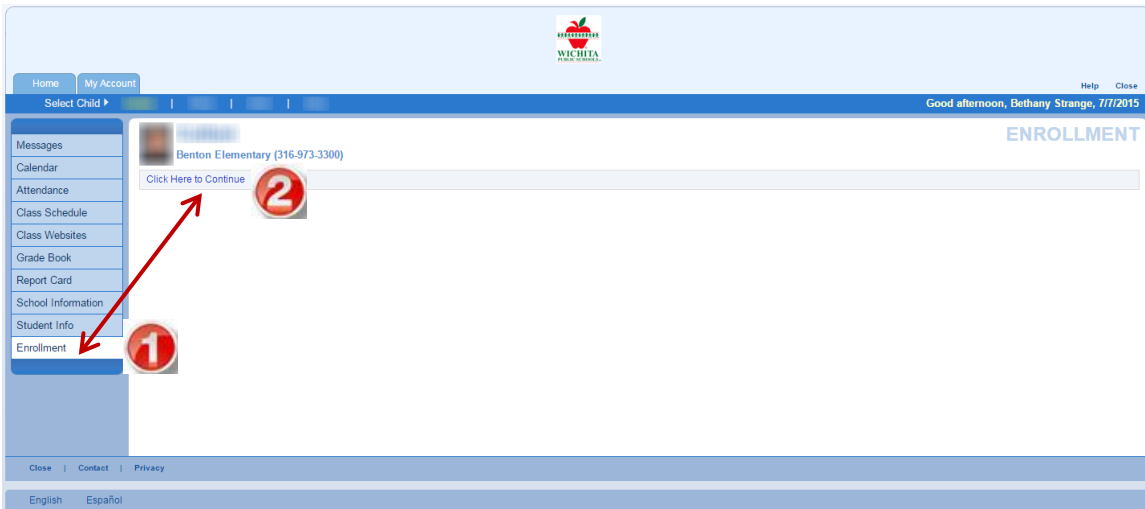 WICHITA
PUBLIC SCHOOLS
Home My Account
Help Close
Select Child | | |
Good afternoon, Bethany Strange, 7/7/2015
Messages
Calendar
Attendance
Class Schedule
Class Websites
Grade Book
Report Card
School Information
Student Info
Enrollment
ENROLLMENT
Benton Elementary (316-973-3300)
Click Here to Continue
2
1
Close | Contact | Privacy
English Español